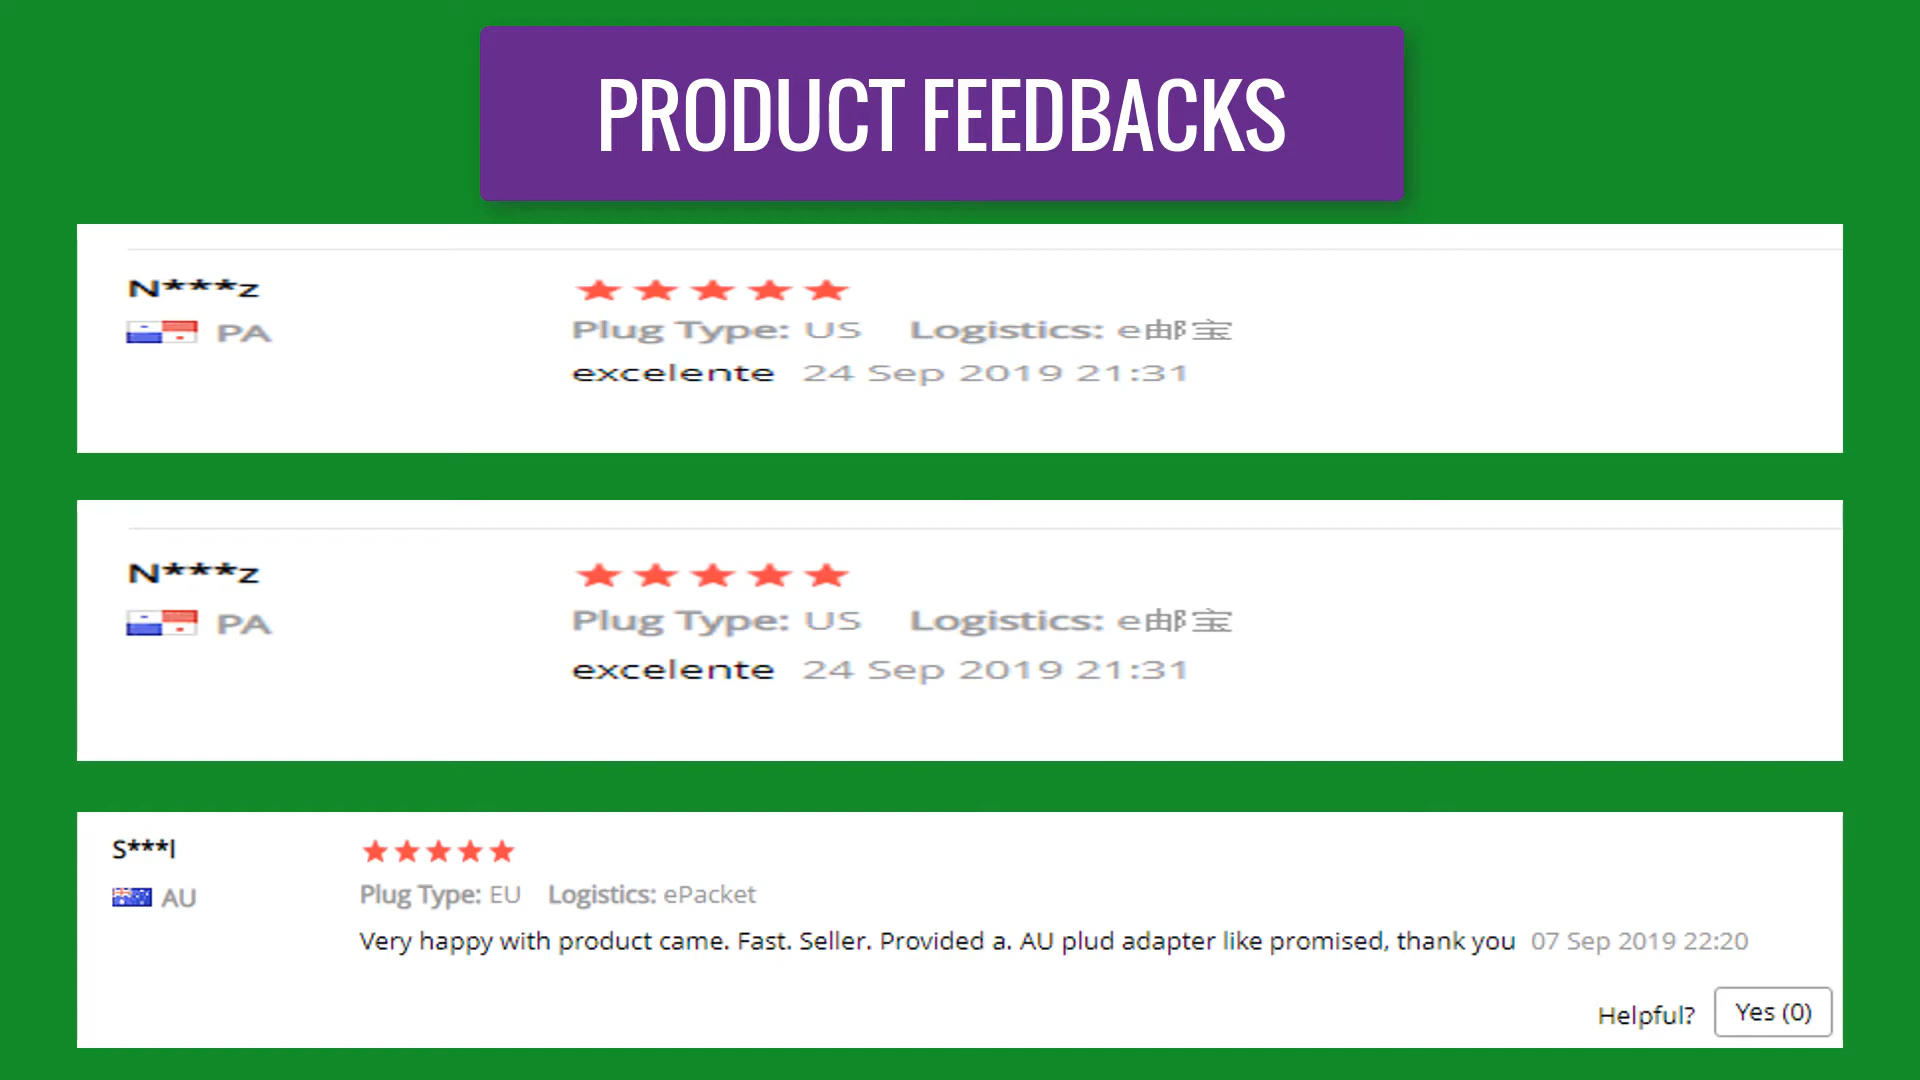 PRODUCT FEEDBACKS
N***z
PA
Plug Type: US Logistics: e邮宝
excelente 24 Sep 2019 21:31
N***z
PA
Plug Type: US Logistics: e邮宝
excelente 24 Sep 2019 21:31
S***l
AU
Plug Type: EU Logistics: ePacket
Very happy with product came. Fast. Seller. Provided a. AU plud adapter like promised, thank you 07 Sep 2019 22:20
Helpful? Yes (0)